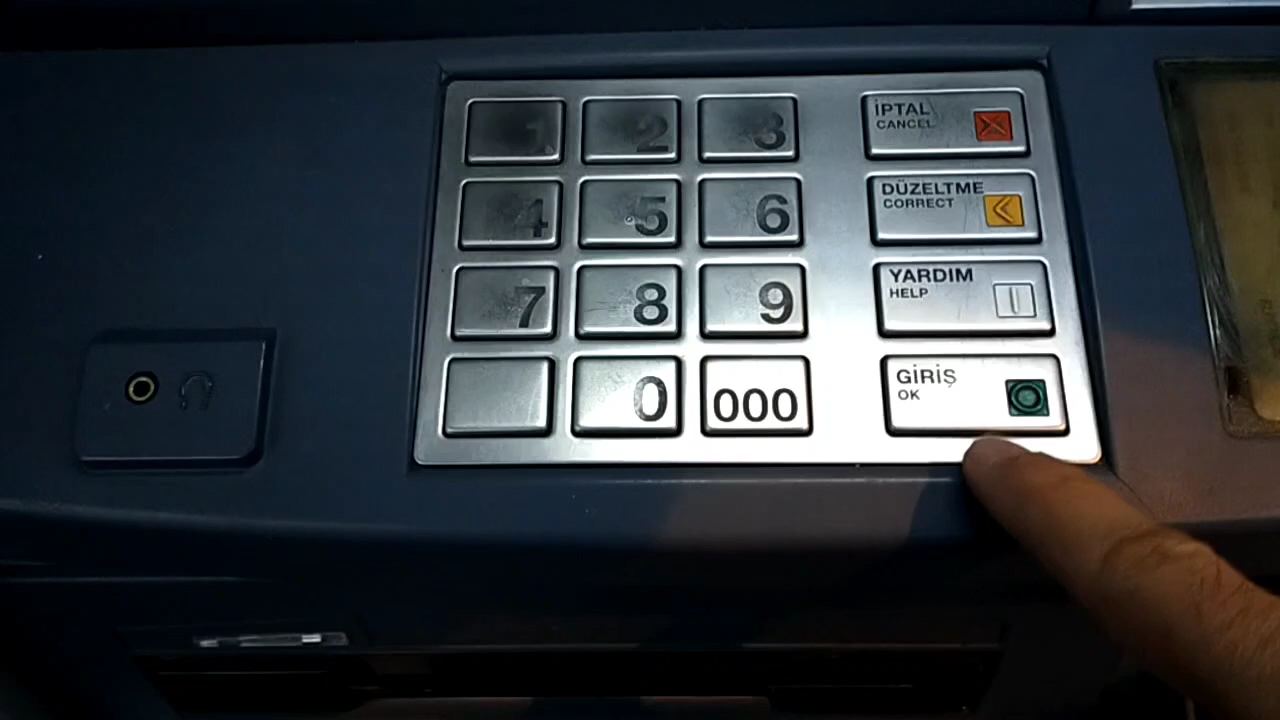 1 2 3 İPTAL
CANCEL
4 5 6 DÜZELTME
CORRECT
7 8 9 YARDIM
HELP
0 000 GİRİŞ
OK